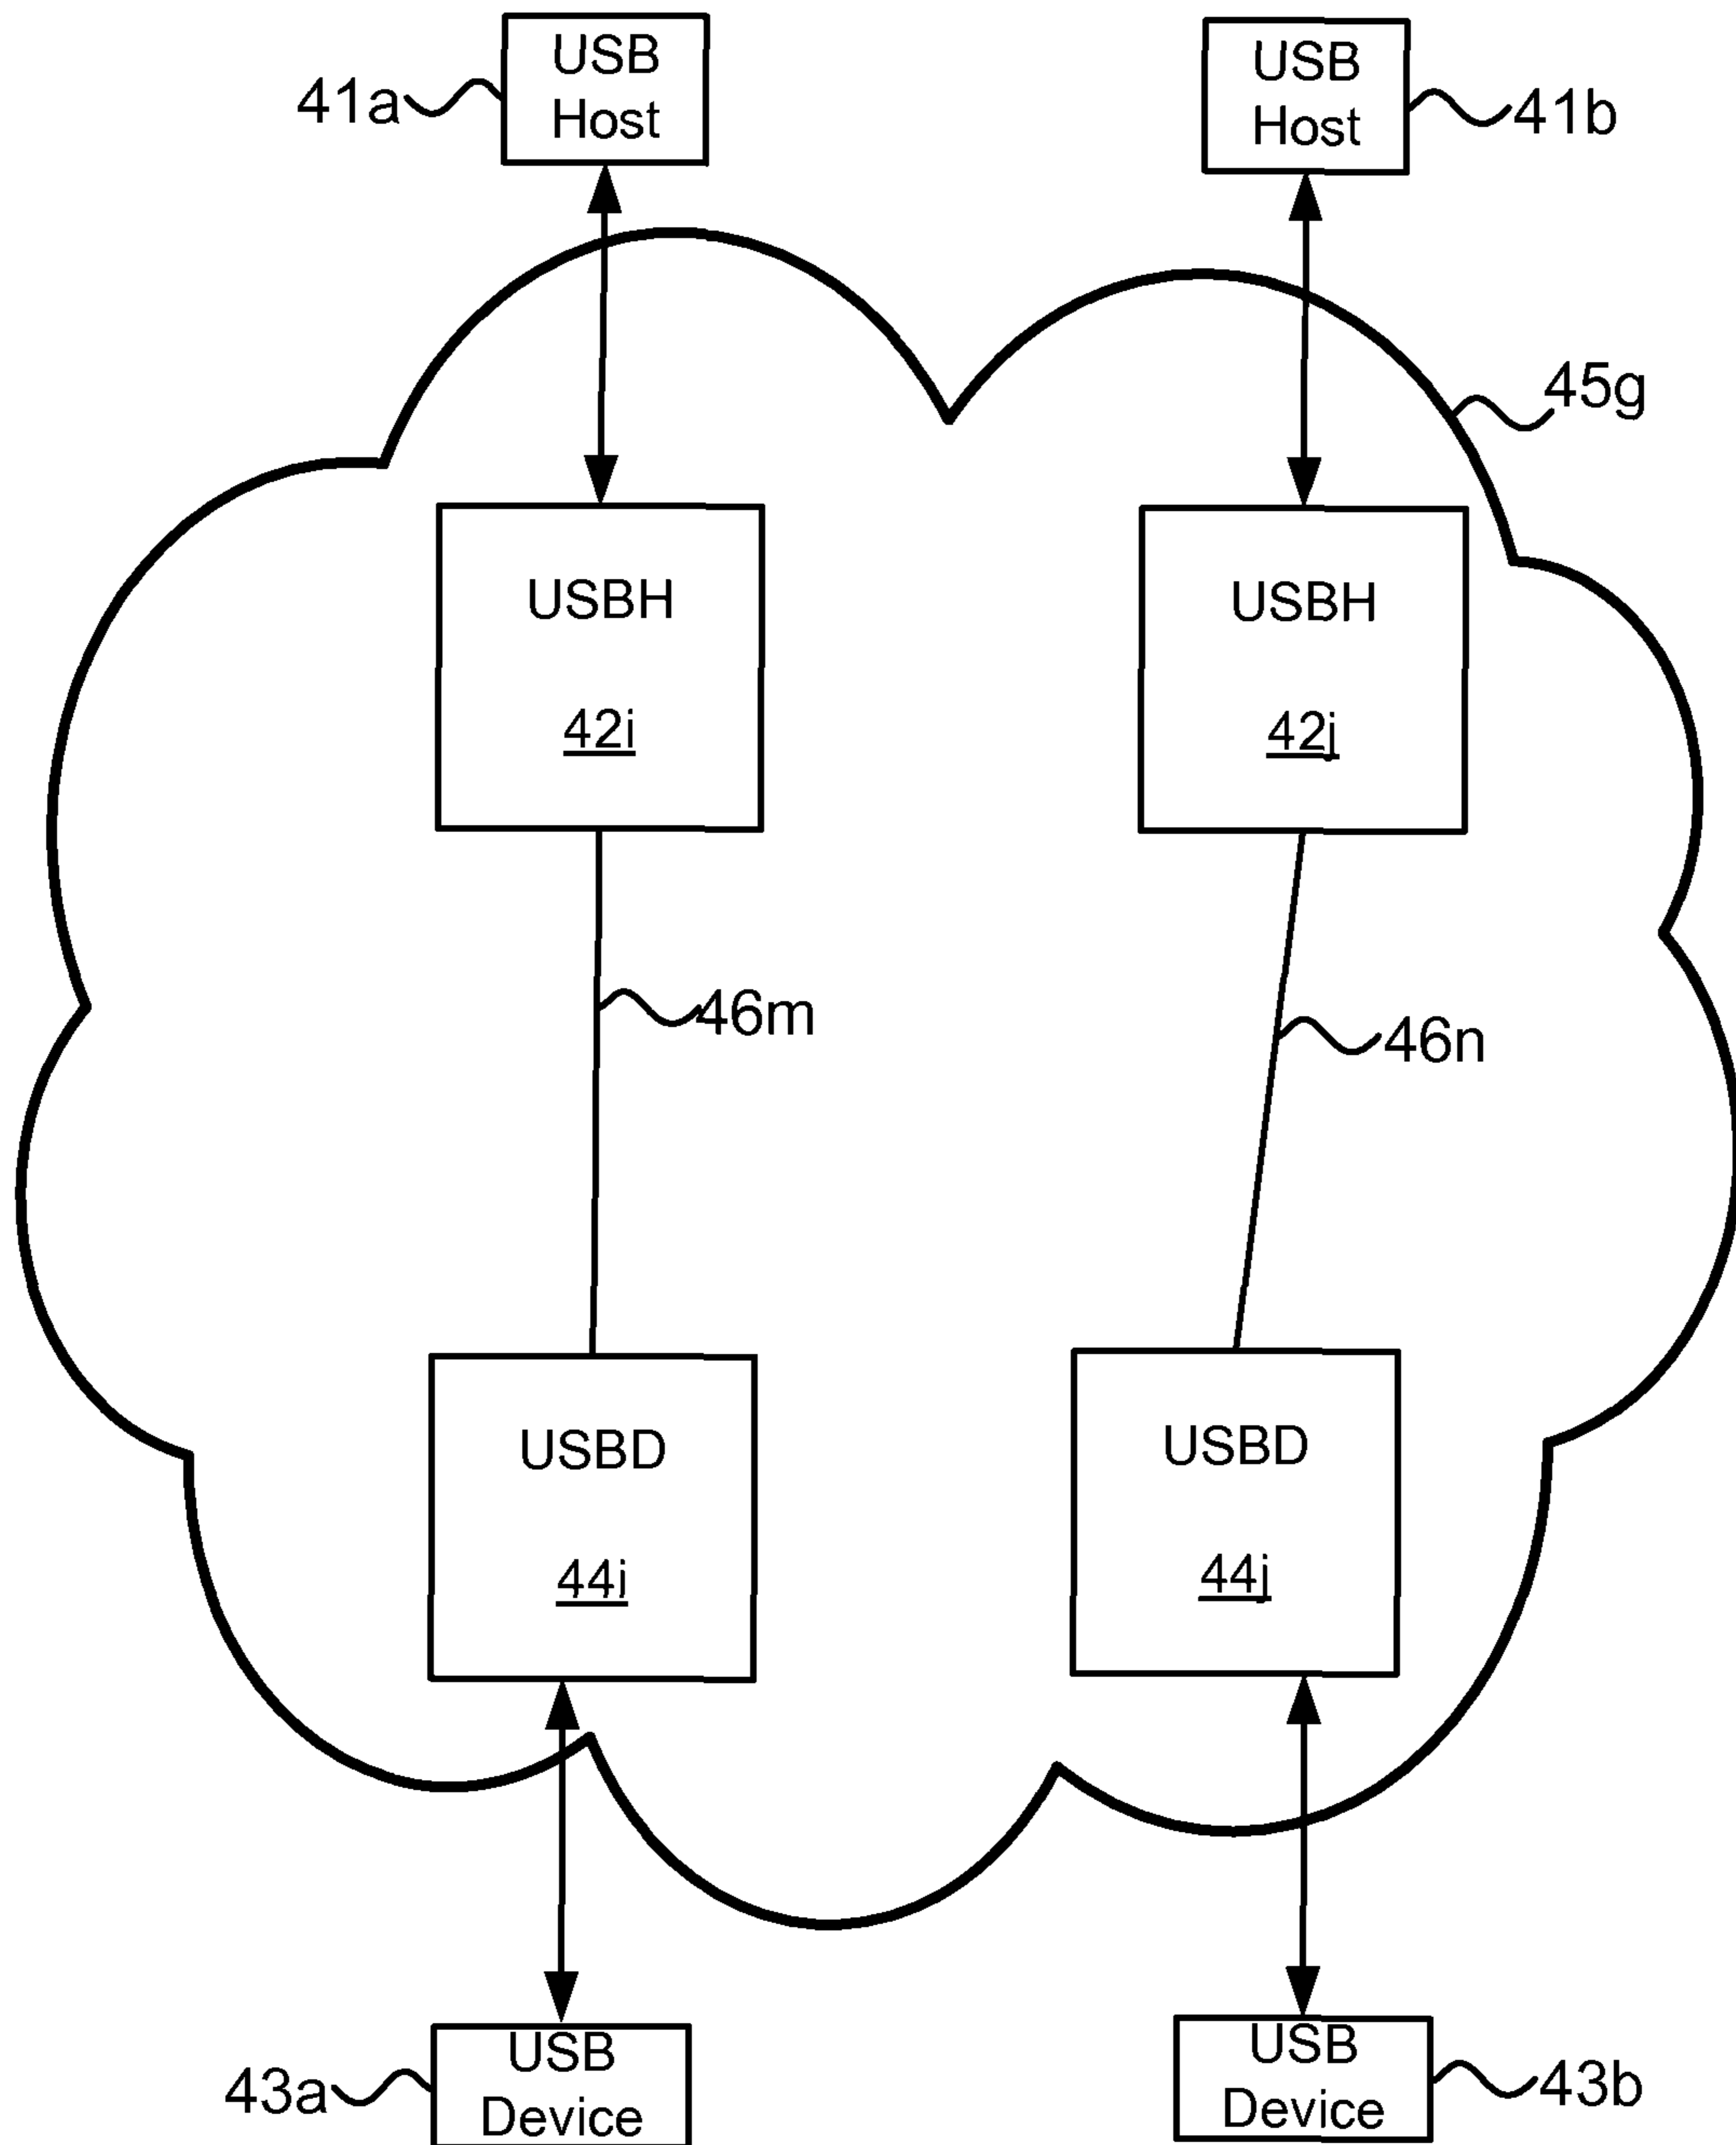 USB
Host
41a
USB
Host
41b
45g
USBH
42i
USBH
42j
46m
46n
USBD
44i
USBD
44j
USB
Device
43a
USB
Device
43b